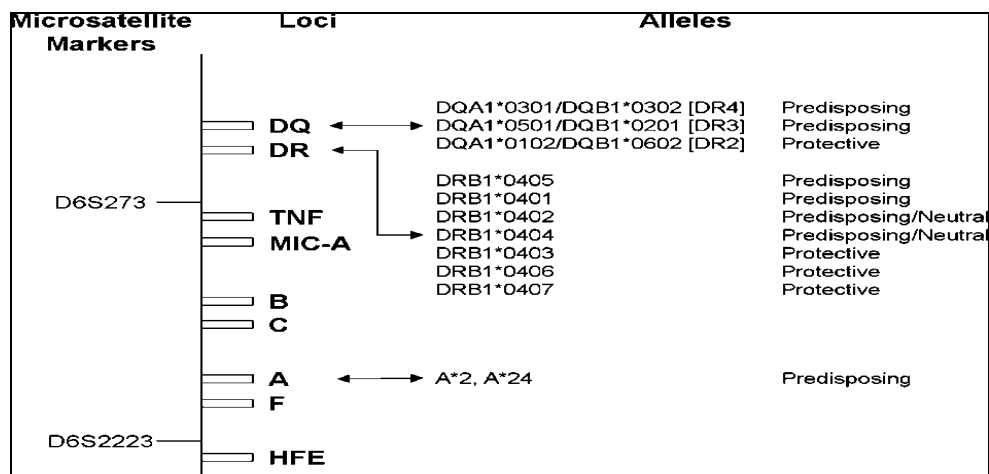 Microsatellite Markers Loci Alleles
DQA1*0301/DQB1*0302 [DR4] Predisposing
DQ DQA1*0501/DQB1*0201 [DR3] Predisposing
DQA1*0102/DQB1*0602 [DR2] Protective
DR
DRB1*0405 Predisposing
D6S273 DRB1*0401 Predisposing
TNF DRB1*0402 Predisposing/Neutral
DRB1*0404 Predisposing/Neutral
MIC-A DRB1*0403 Protective
DRB1*0406 Protective
DRB1*0407 Protective
B
C
A A*2, A*24 Predisposing
F
D6S2223
HFE